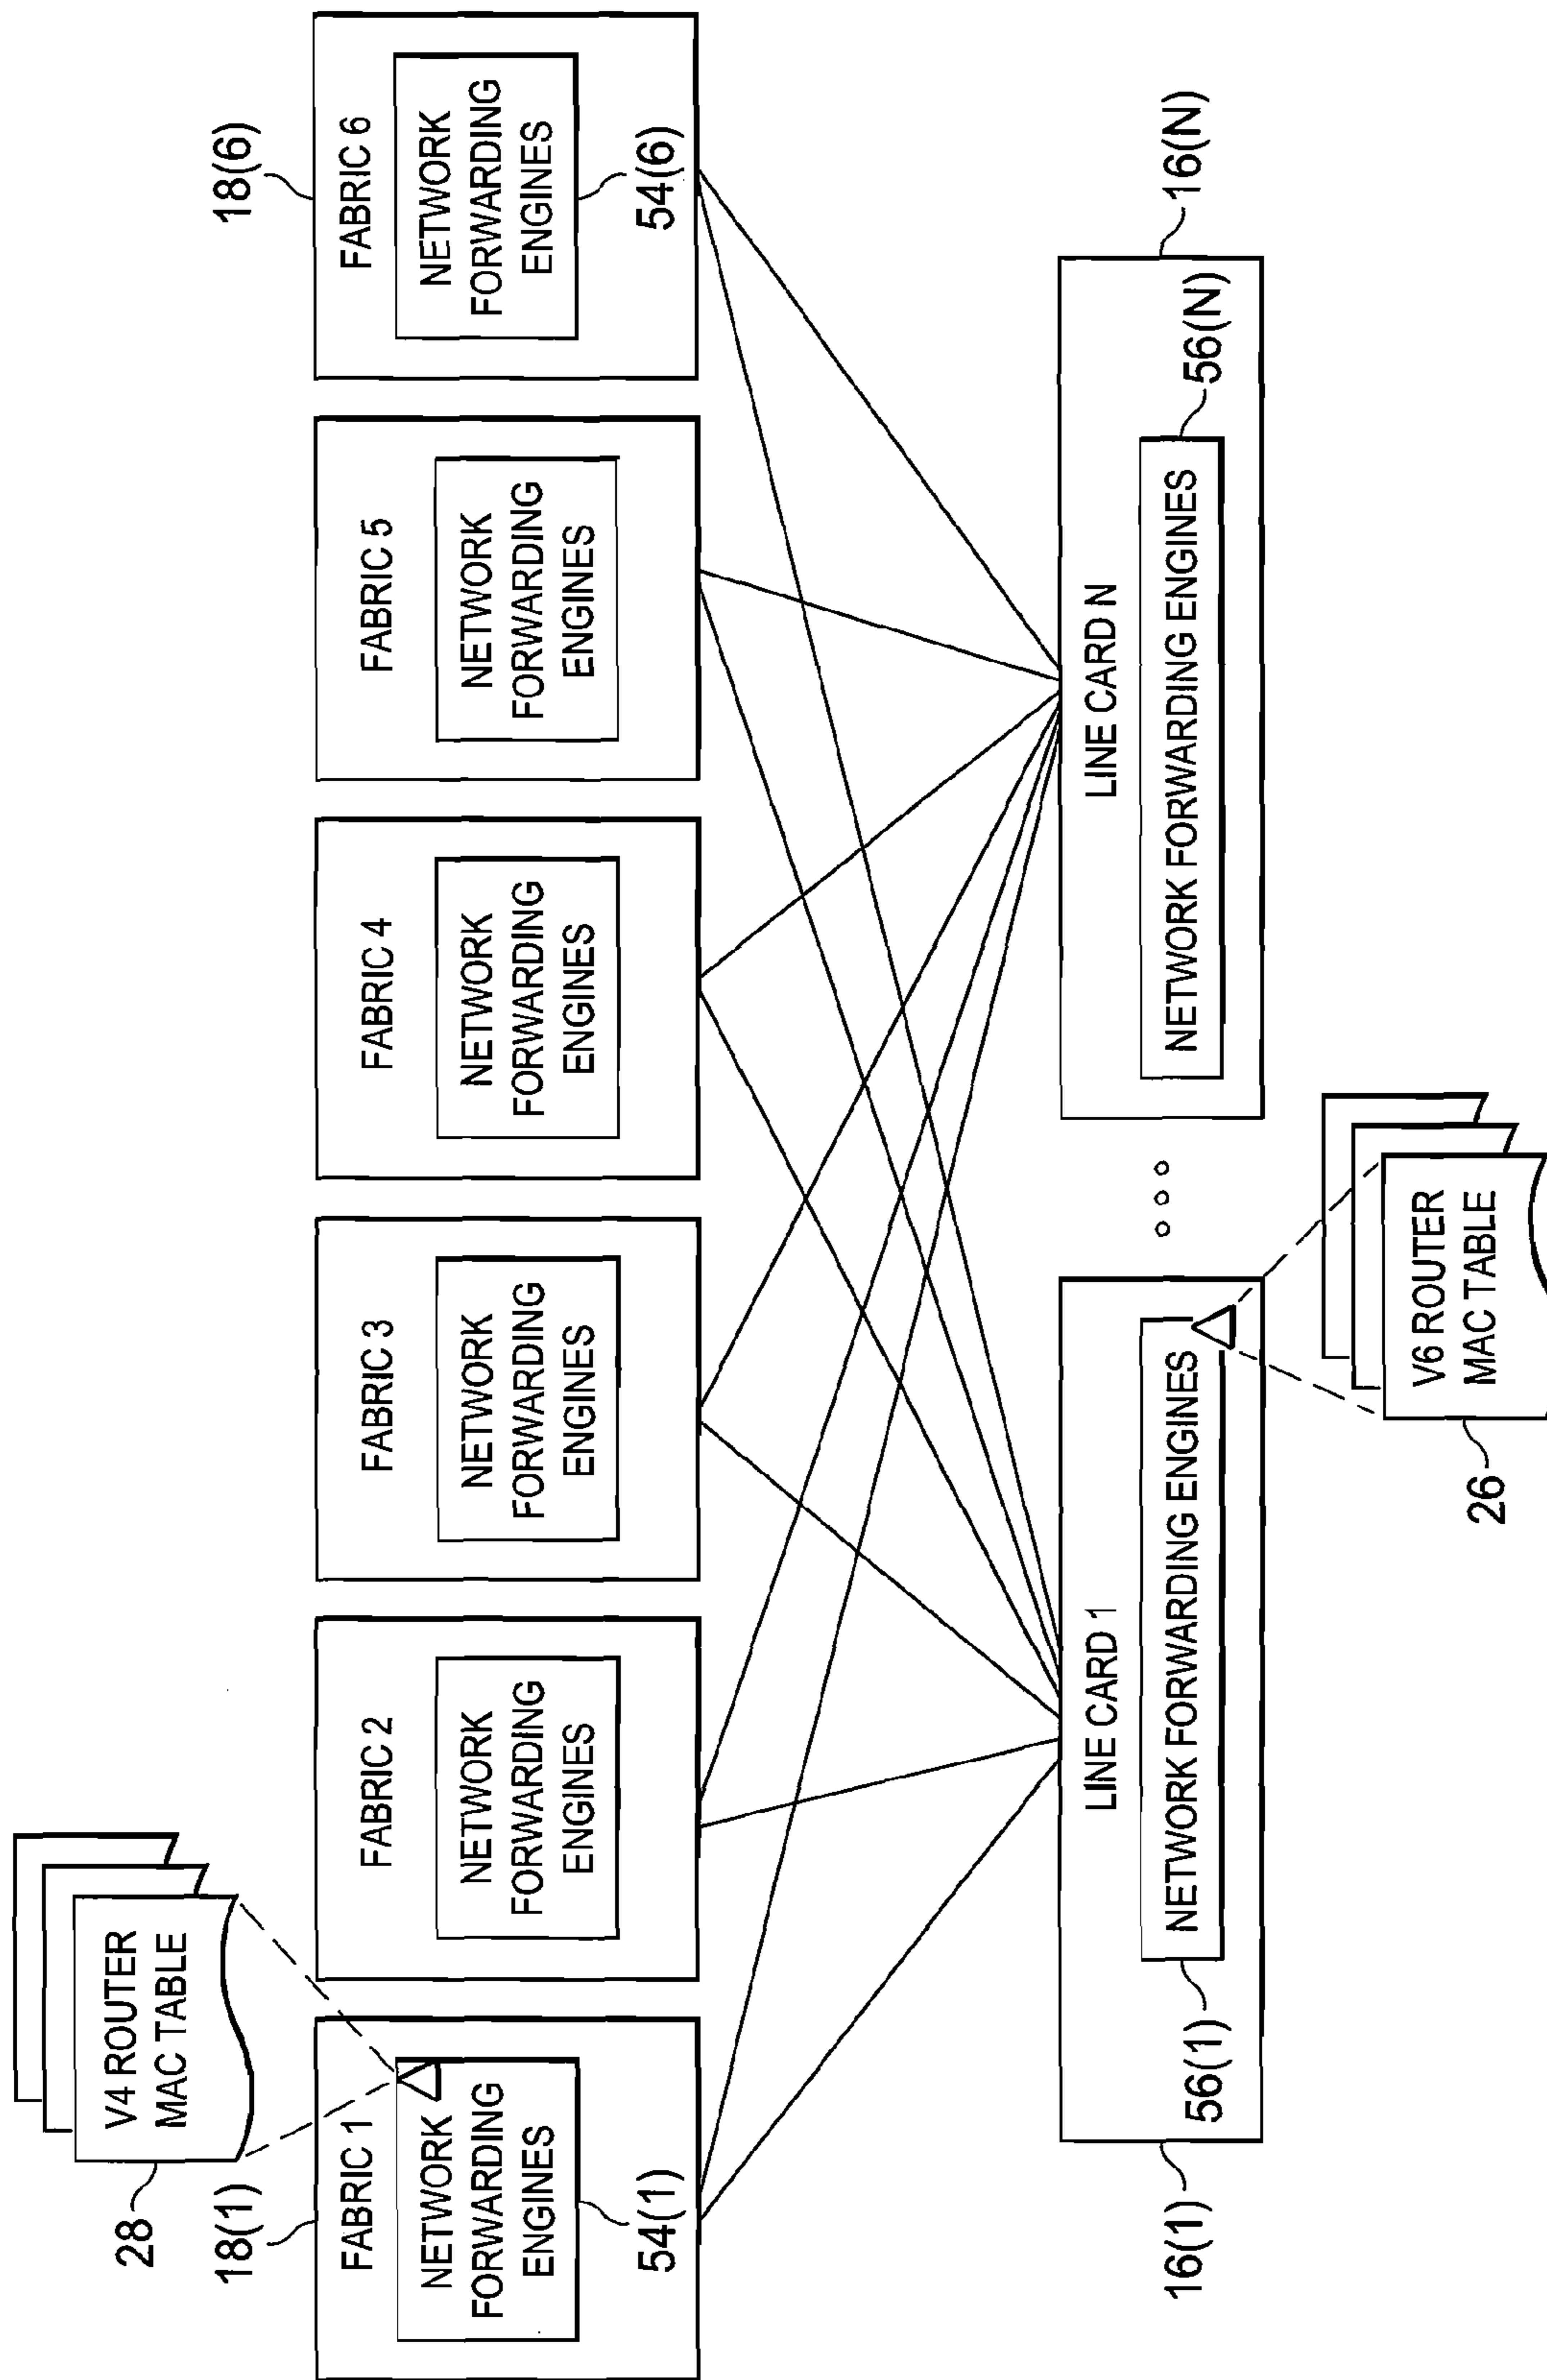 28
V4 ROUTER
MAC TABLE
18(1)
18(6)
FABRIC 1
NETWORK
FORWARDING
ENGINES
54(1)
FABRIC 2
NETWORK
FORWARDING
ENGINES
FABRIC 3
NETWORK
FORWARDING
ENGINES
FABRIC 4
NETWORK
FORWARDING
ENGINES
FABRIC 5
NETWORK
FORWARDING
ENGINES
FABRIC 6
NETWORK
FORWARDING
ENGINES
54(6)
LINE CARD 1
NETWORK FORWARDING ENGINES
56(1)
16(1)
LINE CARD N
NETWORK FORWARDING ENGINES
56(N)
16(N)
V6 ROUTER
MAC TABLE
26